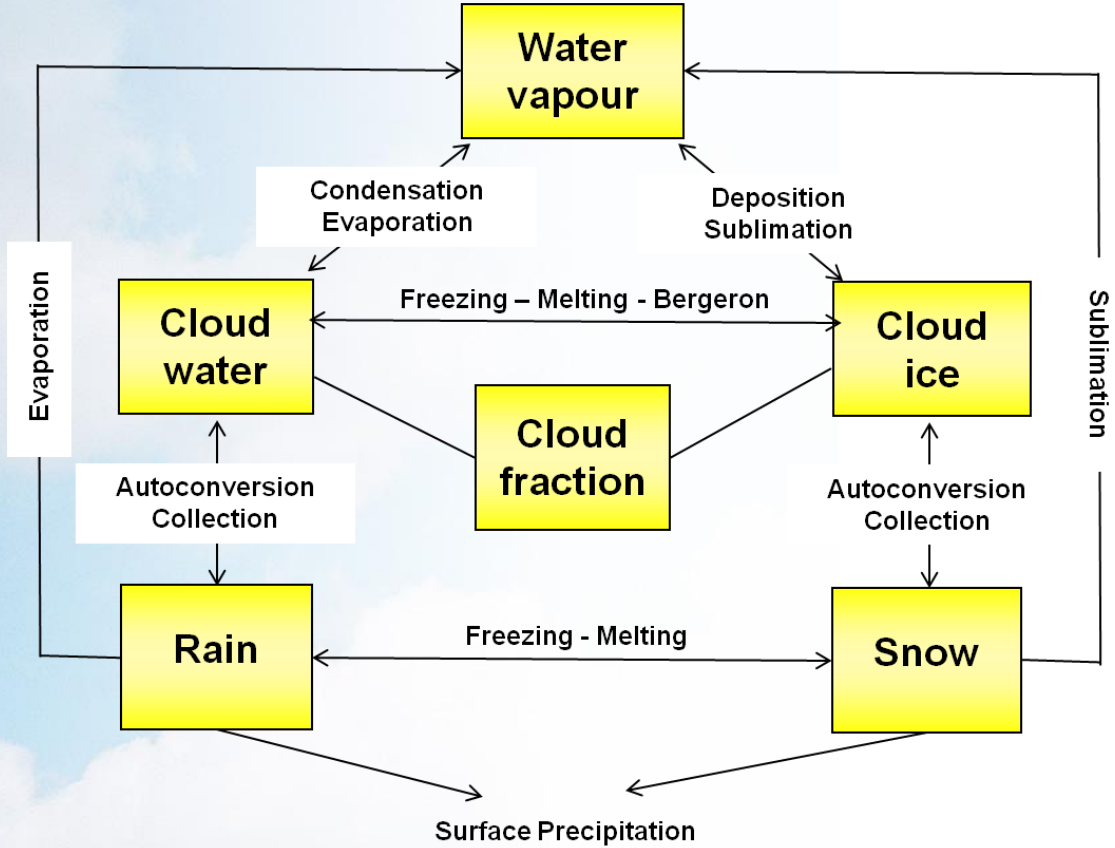 Water
vapour
Condensation
Evaporation
Deposition
Sublimation
Evaporation
Sublimation
Freezing – Melting - Bergeron
Cloud
water
Cloud
ice
Cloud
fraction
Autoconversion
Collection
Autoconversion
Collection
Rain
Freezing - Melting
Snow
Surface Precipitation